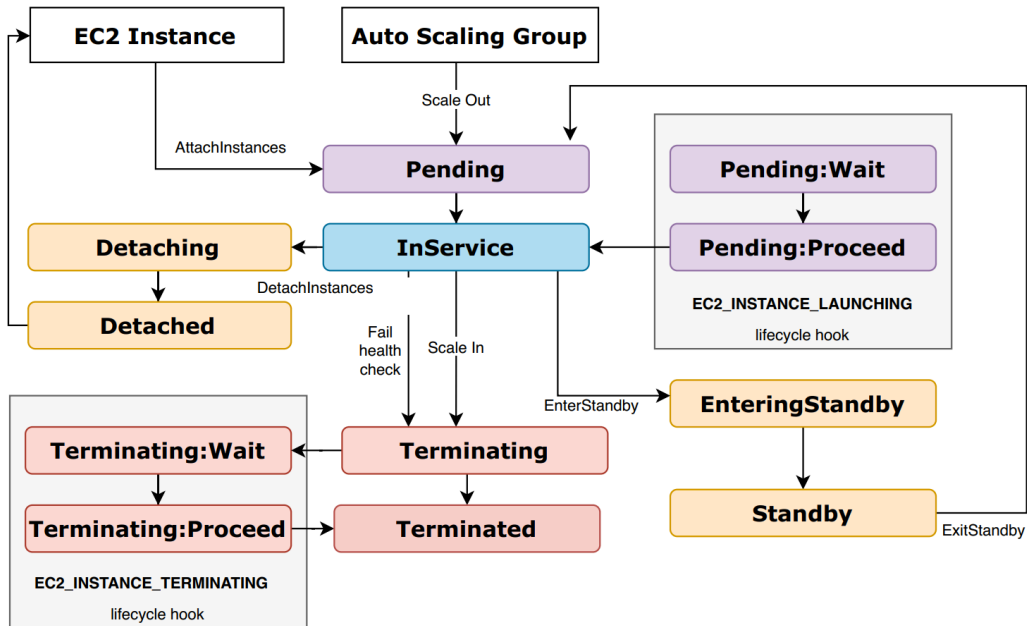 EC2 Instance
Auto Scaling Group
Scale Out
AttachInstances
Pending
Pending:Wait
Detaching
InService
Pending:Proceed
DetachInstances
EC2_INSTANCE_LAUNCHING
lifecycle hook
Detached
Fail
health
check
Scale In
EnterStandby
EnteringStandby
Terminating:Wait
Terminating
Standby
ExitStandby
Terminating:Proceed
Terminated
EC2_INSTANCE_TERMINATING
lifecycle hook